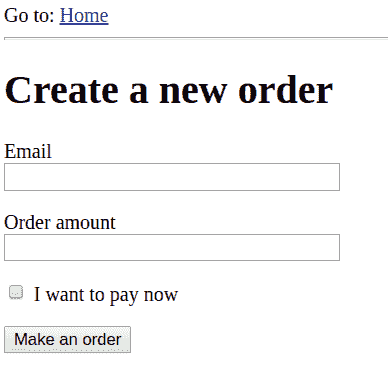 Go to: Home
Create a new order
Email
Order amount
I want to pay now
Make an order